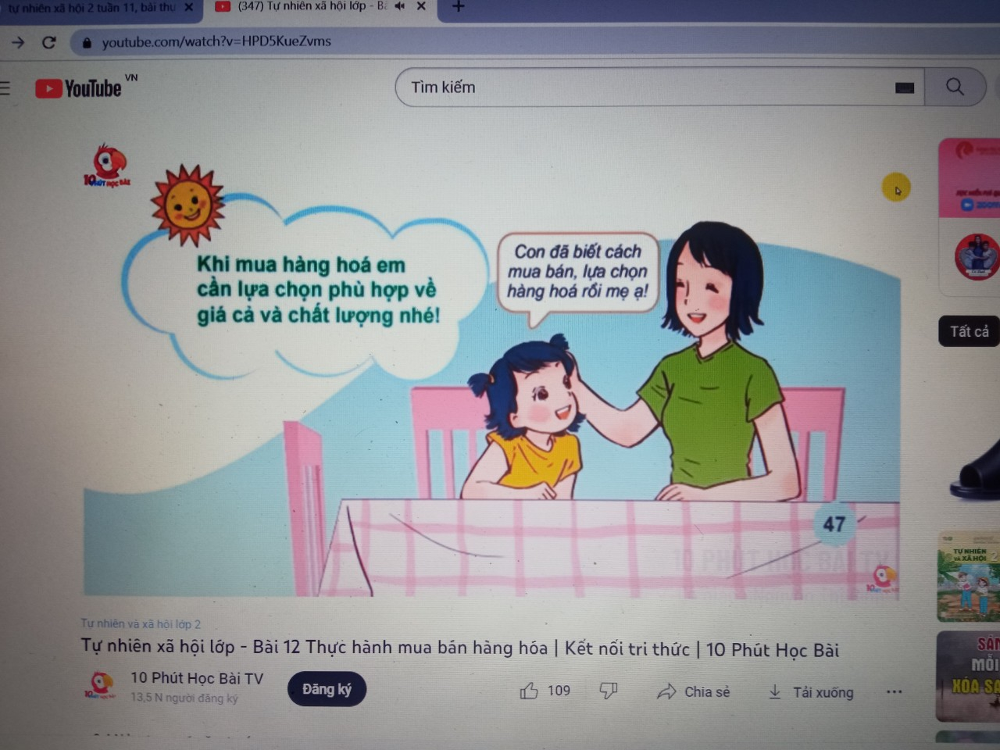 tự nhiên xã hội 2 tuần 11, bài thu
(347) Tự nhiên xã hội lớp - Bà
youtube.com/watch?v=HPD5KueZvms
YouTube VN
Tìm kiếm
10 PHÚT HỌC BÀI
Khi mua hàng hoá em
cần lựa chọn phù hợp về
giá cả và chất lượng nhé!
Con đã biết cách
mua bán, lựa chọn
hàng hoá rồi mẹ ạ!
Tất cả
47
TỰ NHIÊN
VÀ XÃ HỘI
Tự nhiên và xã hội lớp 2
Tự nhiên xã hội lớp - Bài 12 Thực hành mua bán hàng hóa | Kết nối tri thức | 10 Phút Học Bài
10 Phút Học Bài TV
13,5 N người đăng ký
Đăng ký
109
Chia sẻ
Tải xuống
MỖI
XÓA